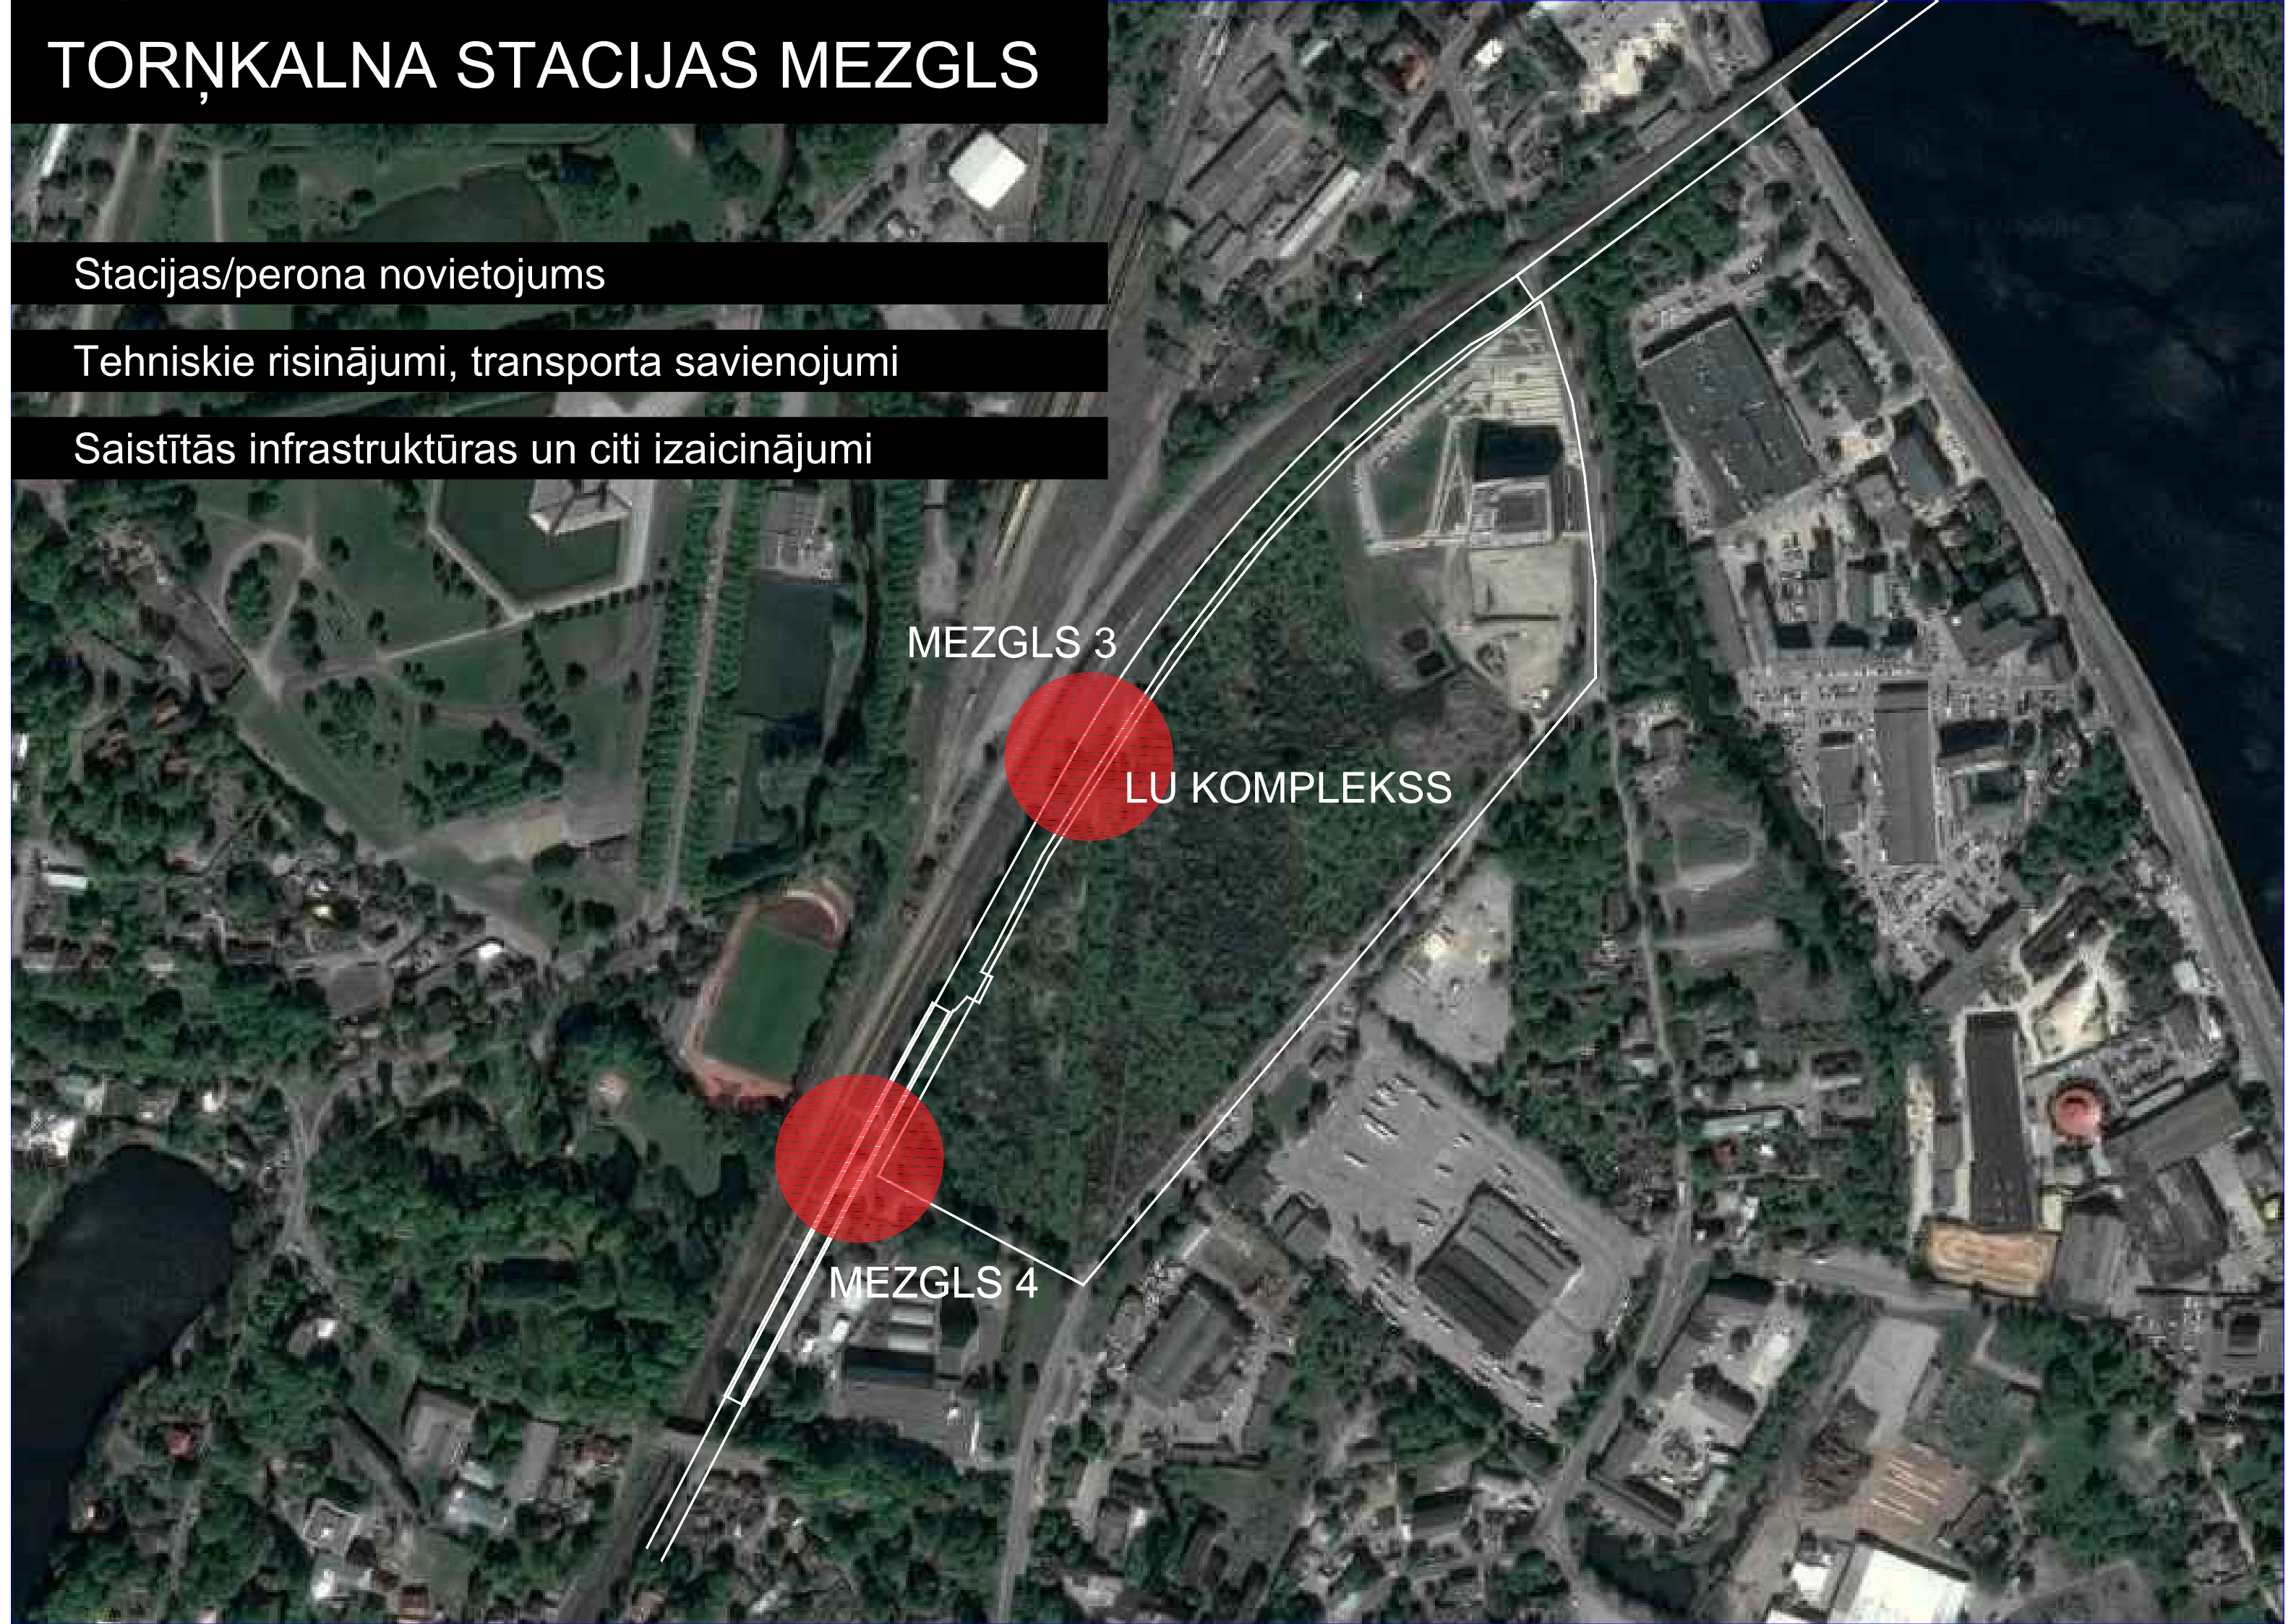 TORŅKALNA STACIJAS MEZGLS
Stacijas/perona novietojums
Tehniskie risinājumi, transporta savienojumi
Saistītās infrastruktūras un citi izaicinājumi
MEZGLS 3
LU KOMPLEKSS
MEZGLS 4